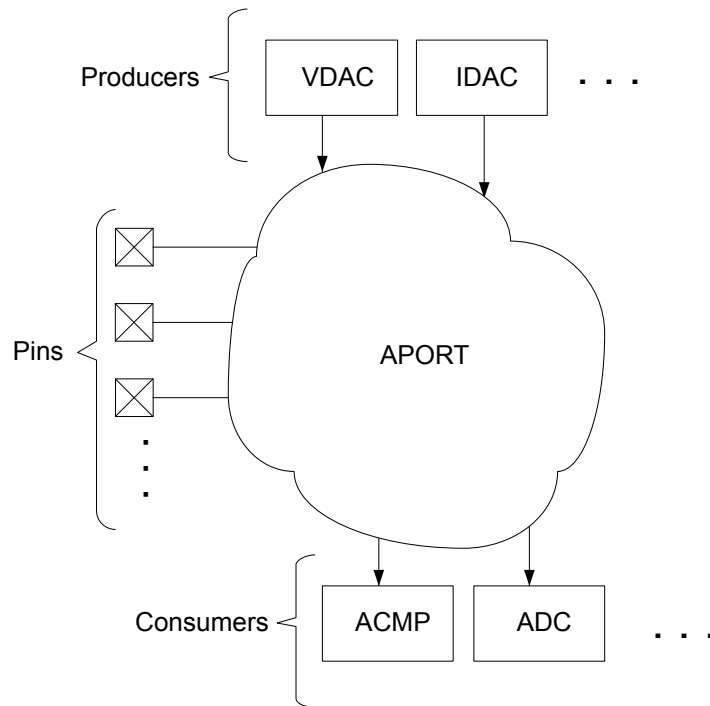 Producers
VDAC
IDAC
. . .
Pins
APORT
.
.
.
Consumers
ACMP
ADC
. . .